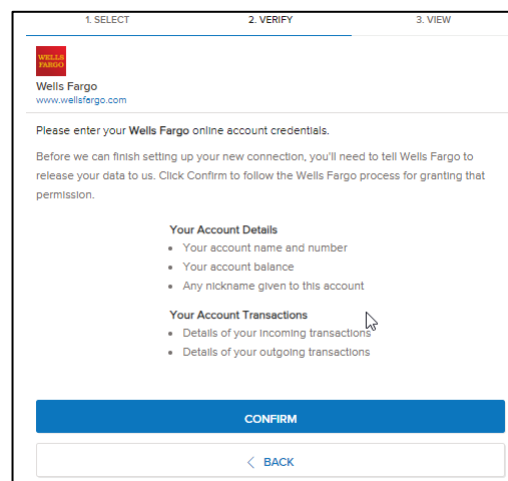 1. SELECT 2. VERIFY 3. VIEW
WELLS
FARGO
Wells Fargo
www.wellsfargo.com
Please enter your Wells Fargo online account credentials.
Before we can finish setting up your new connection, you'll need to tell Wells Fargo to
release your data to us. Click Confirm to follow the Wells Fargo process for granting that
permission.
Your Account Details
• Your account name and number
• Your account balance
• Any nickname given to this account
Your Account Transactions
• Details of your incoming transactions
• Details of your outgoing transactions
CONFIRM
< BACK